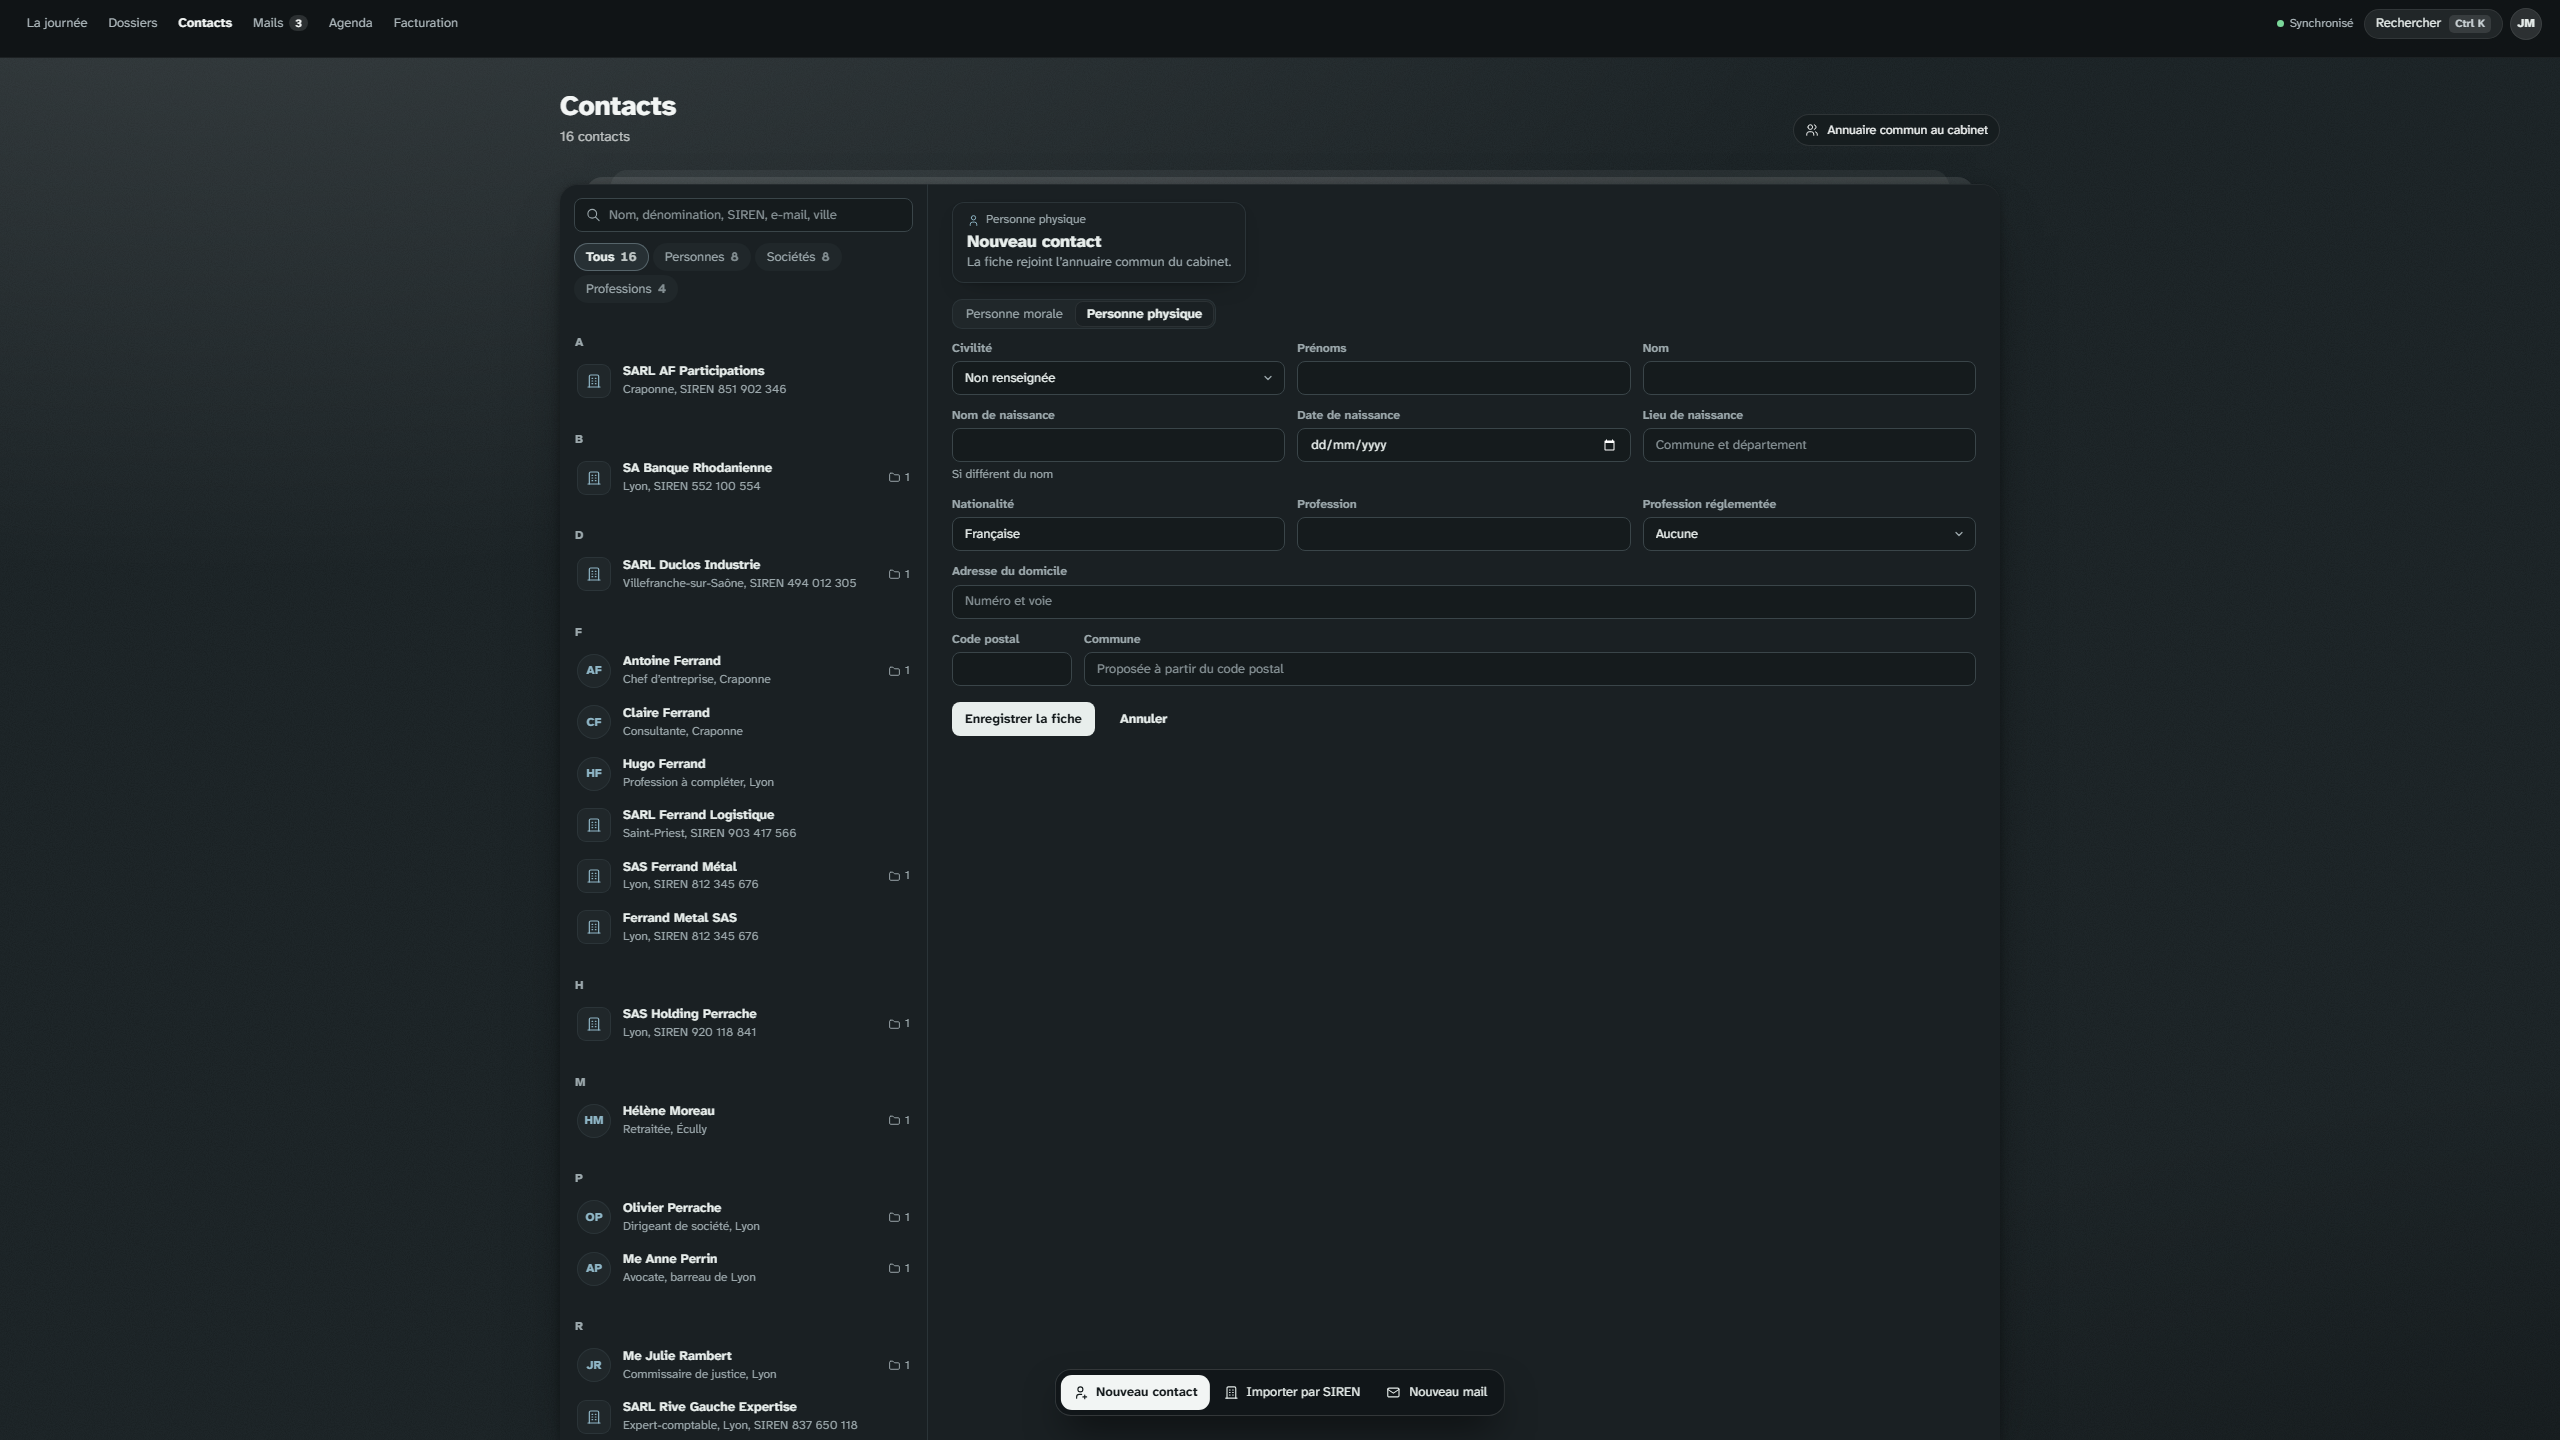 La journée Dossiers Contacts Mails 3 Agenda Facturation Synchronisé Rechercher Ctrl K JM
Contacts
16 contacts
Annuaire commun au cabinet
Nom, dénomination, SIREN, e-mail, ville
Tous 16 Personnes 8 Sociétés 8
Professions 4
A
SARL AF Participations
Craponne, SIREN 851 902 346
B
SA Banque Rhodanienne
Lyon, SIREN 552 100 554
1
D
SARL Duclos Industrie
Villefranche-sur-Saône, SIREN 494 012 305
1
F
AF
Antoine Ferrand
Chef d'entreprise, Craponne
1
CF
Claire Ferrand
Consultante, Craponne
HF
Hugo Ferrand
Profession à compléter, Lyon
SARL Ferrand Logistique
Saint-Priest, SIREN 903 417 566
SAS Ferrand Métal
Lyon, SIREN 812 345 676
1
Ferrand Metal SAS
Lyon, SIREN 812 345 676
H
SAS Holding Perrache
Lyon, SIREN 920 118 841
1
M
HM
Hélène Moreau
Retraitée, Écully
1
P
OP
Olivier Perrache
Dirigeant de société, Lyon
1
AP
Me Anne Perrin
Avocate, barreau de Lyon
1
R
JR
Me Julie Rambert
Commissaire de justice, Lyon
1
SARL Rive Gauche Expertise
Expert-comptable, Lyon, SIREN 837 650 118
Personne physique
Nouveau contact
La fiche rejoint l'annuaire commun du cabinet.
Personne morale Personne physique
Civilité Prénoms Nom
Non renseignée
Nom de naissance Date de naissance Lieu de naissance
dd/mm/yyyy Commune et département
Si différent du nom
Nationalité Profession Profession réglementée
Française Aucune
Adresse du domicile
Numéro et voie
Code postal Commune
Proposée à partir du code postal
Enregistrer la fiche Annuler
Nouveau contact Importer par SIREN Nouveau mail